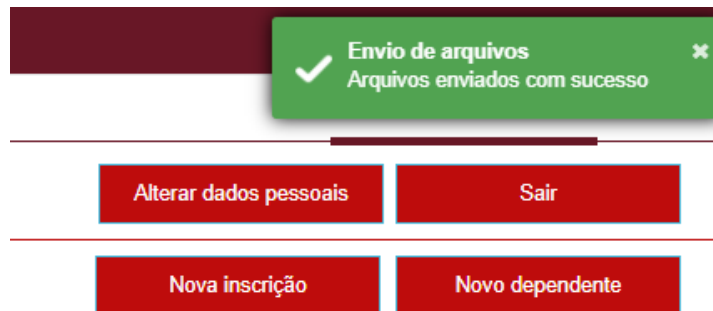 Envio de arquivos
Arquivos enviados com sucesso
Alterar dados pessoais
Sair
Nova inscrição
Novo dependente